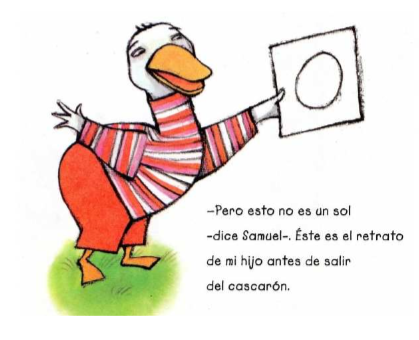 –Pero esto no es un sol
-dice Samuel-. Éste es el retrato
de mi hijo antes de salir
del cascarón.